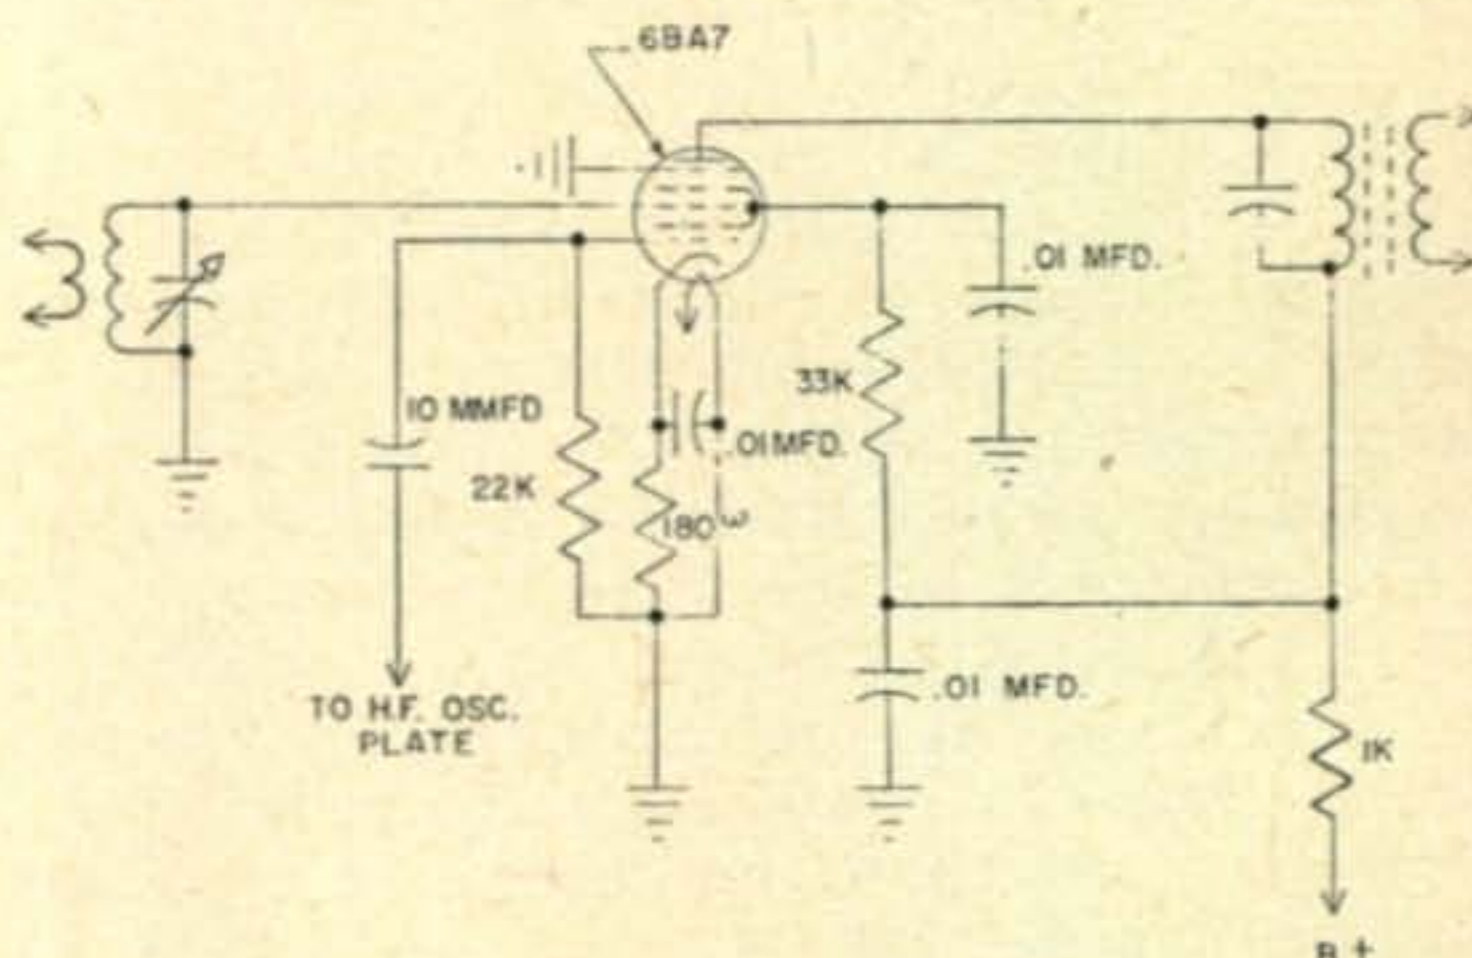 6BA7
.01 MFD.
33K
10 MMFD
.01MFD.
22K
180 ω
TO H.F. OSC.
PLATE
.01 MFD.
1K
B +